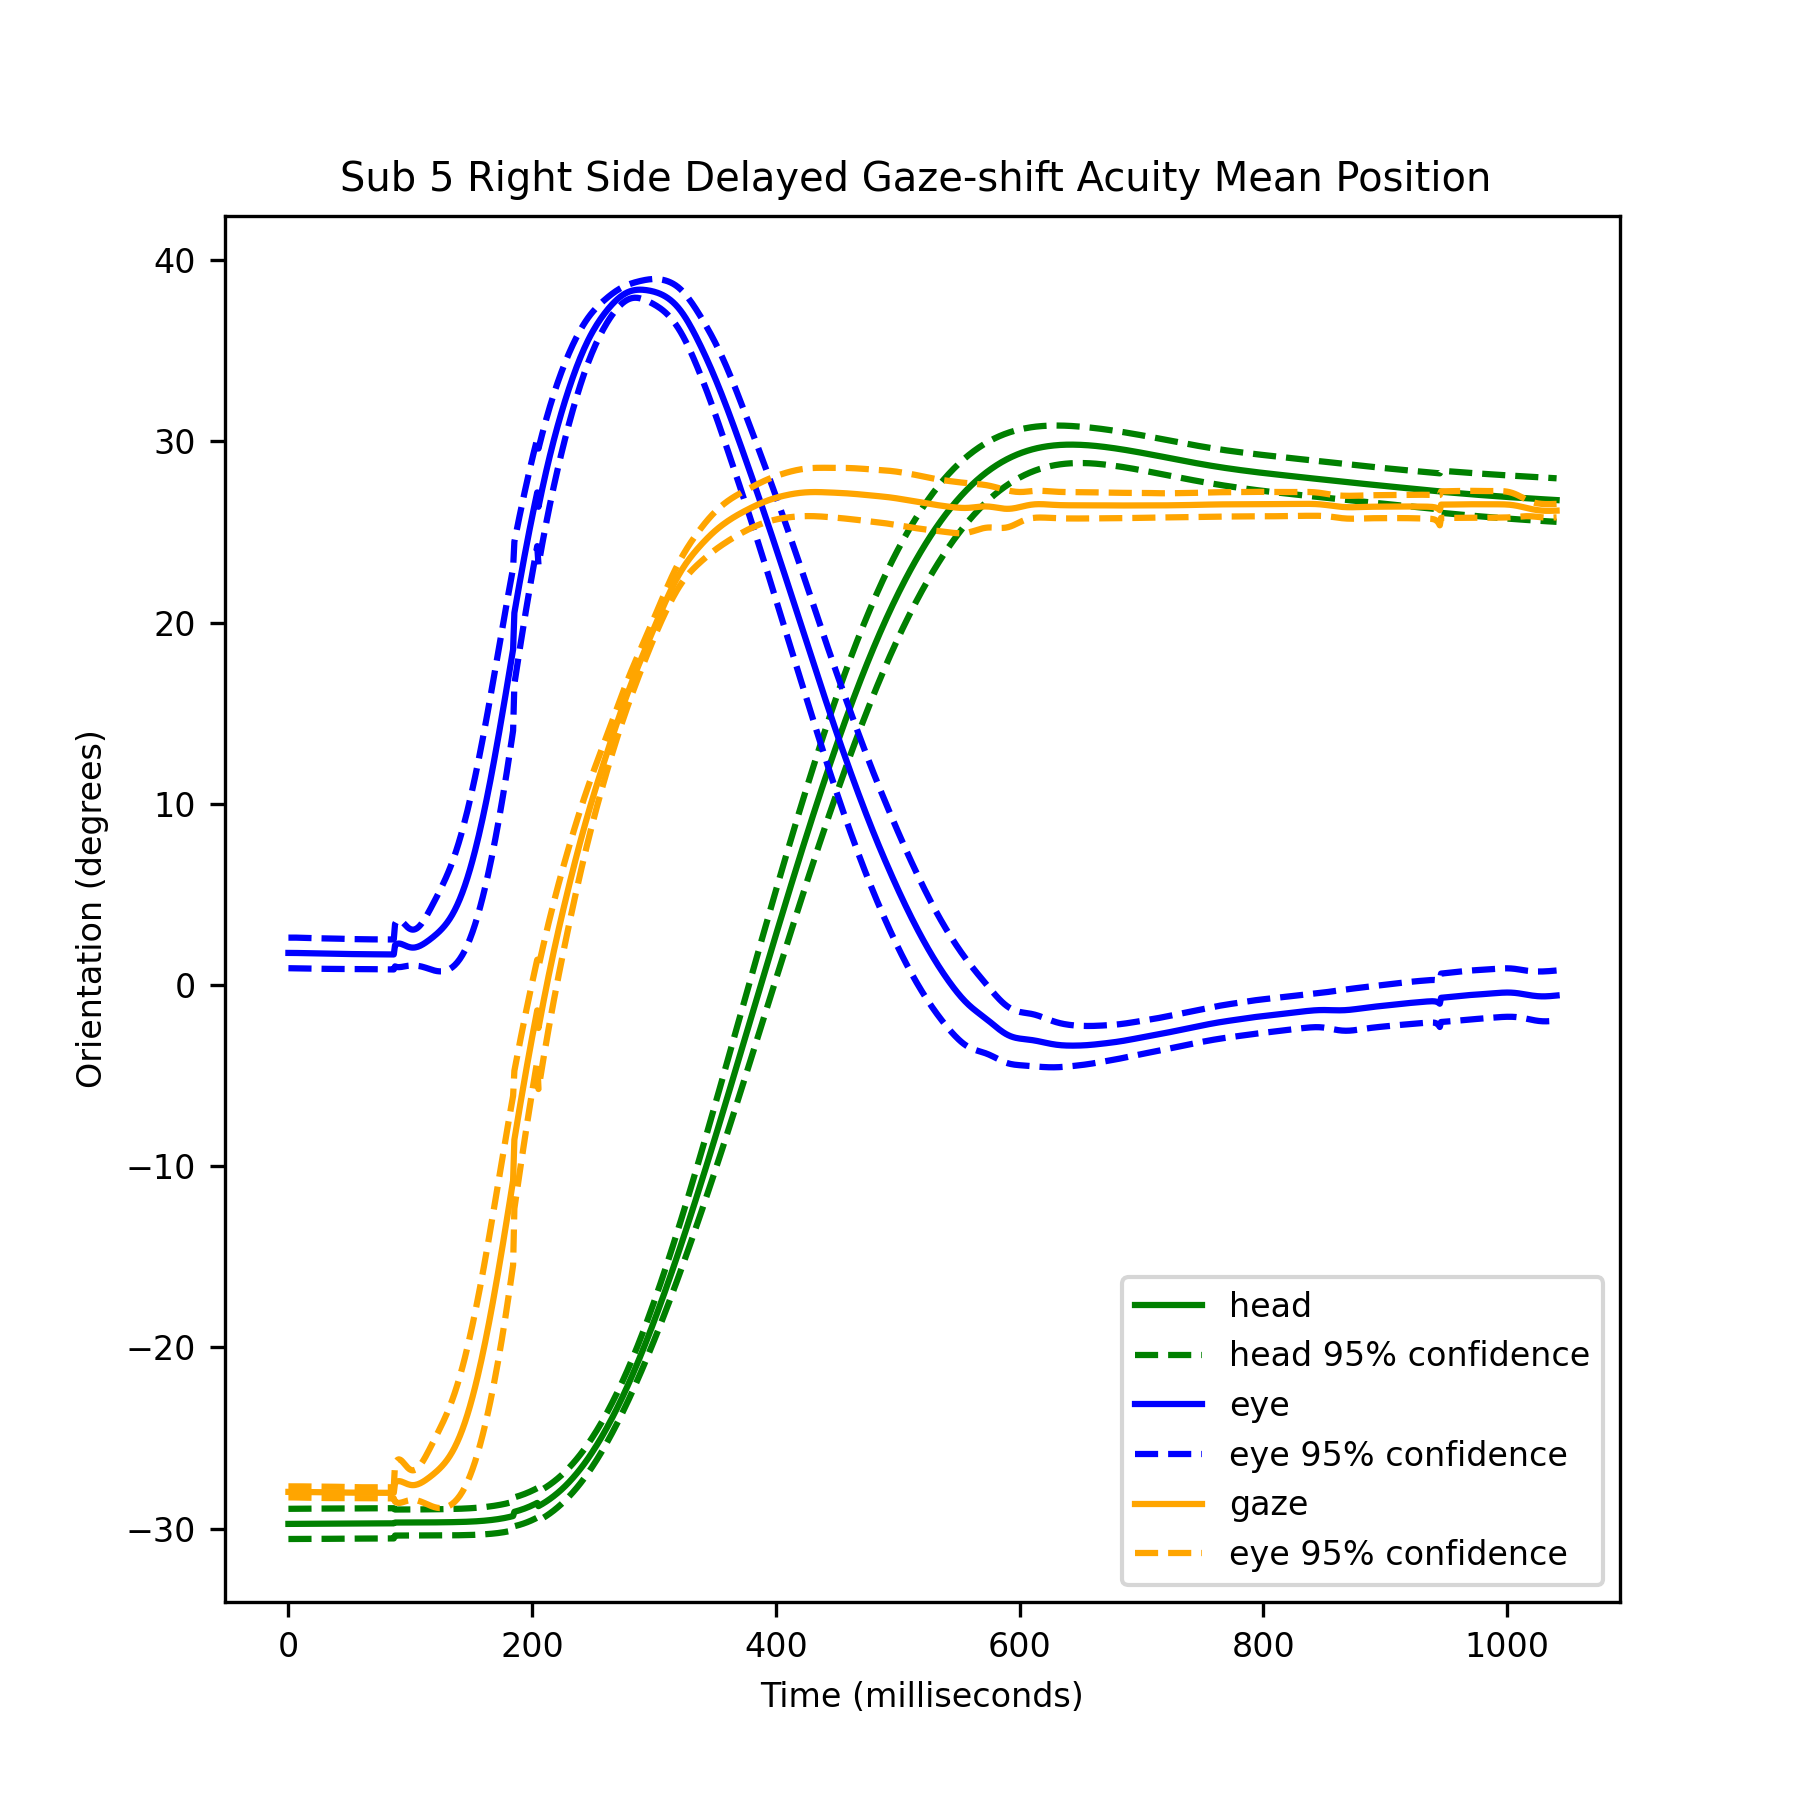 Sub 5 Right Side Delayed Gaze-shift Acuity Mean Position
40
30
20
10
0
−10
−20
−30
Orientation (degrees)
head
head 95% confidence
eye
eye 95% confidence
gaze
eye 95% confidence
0 200 400 600 800 1000
Time (milliseconds)